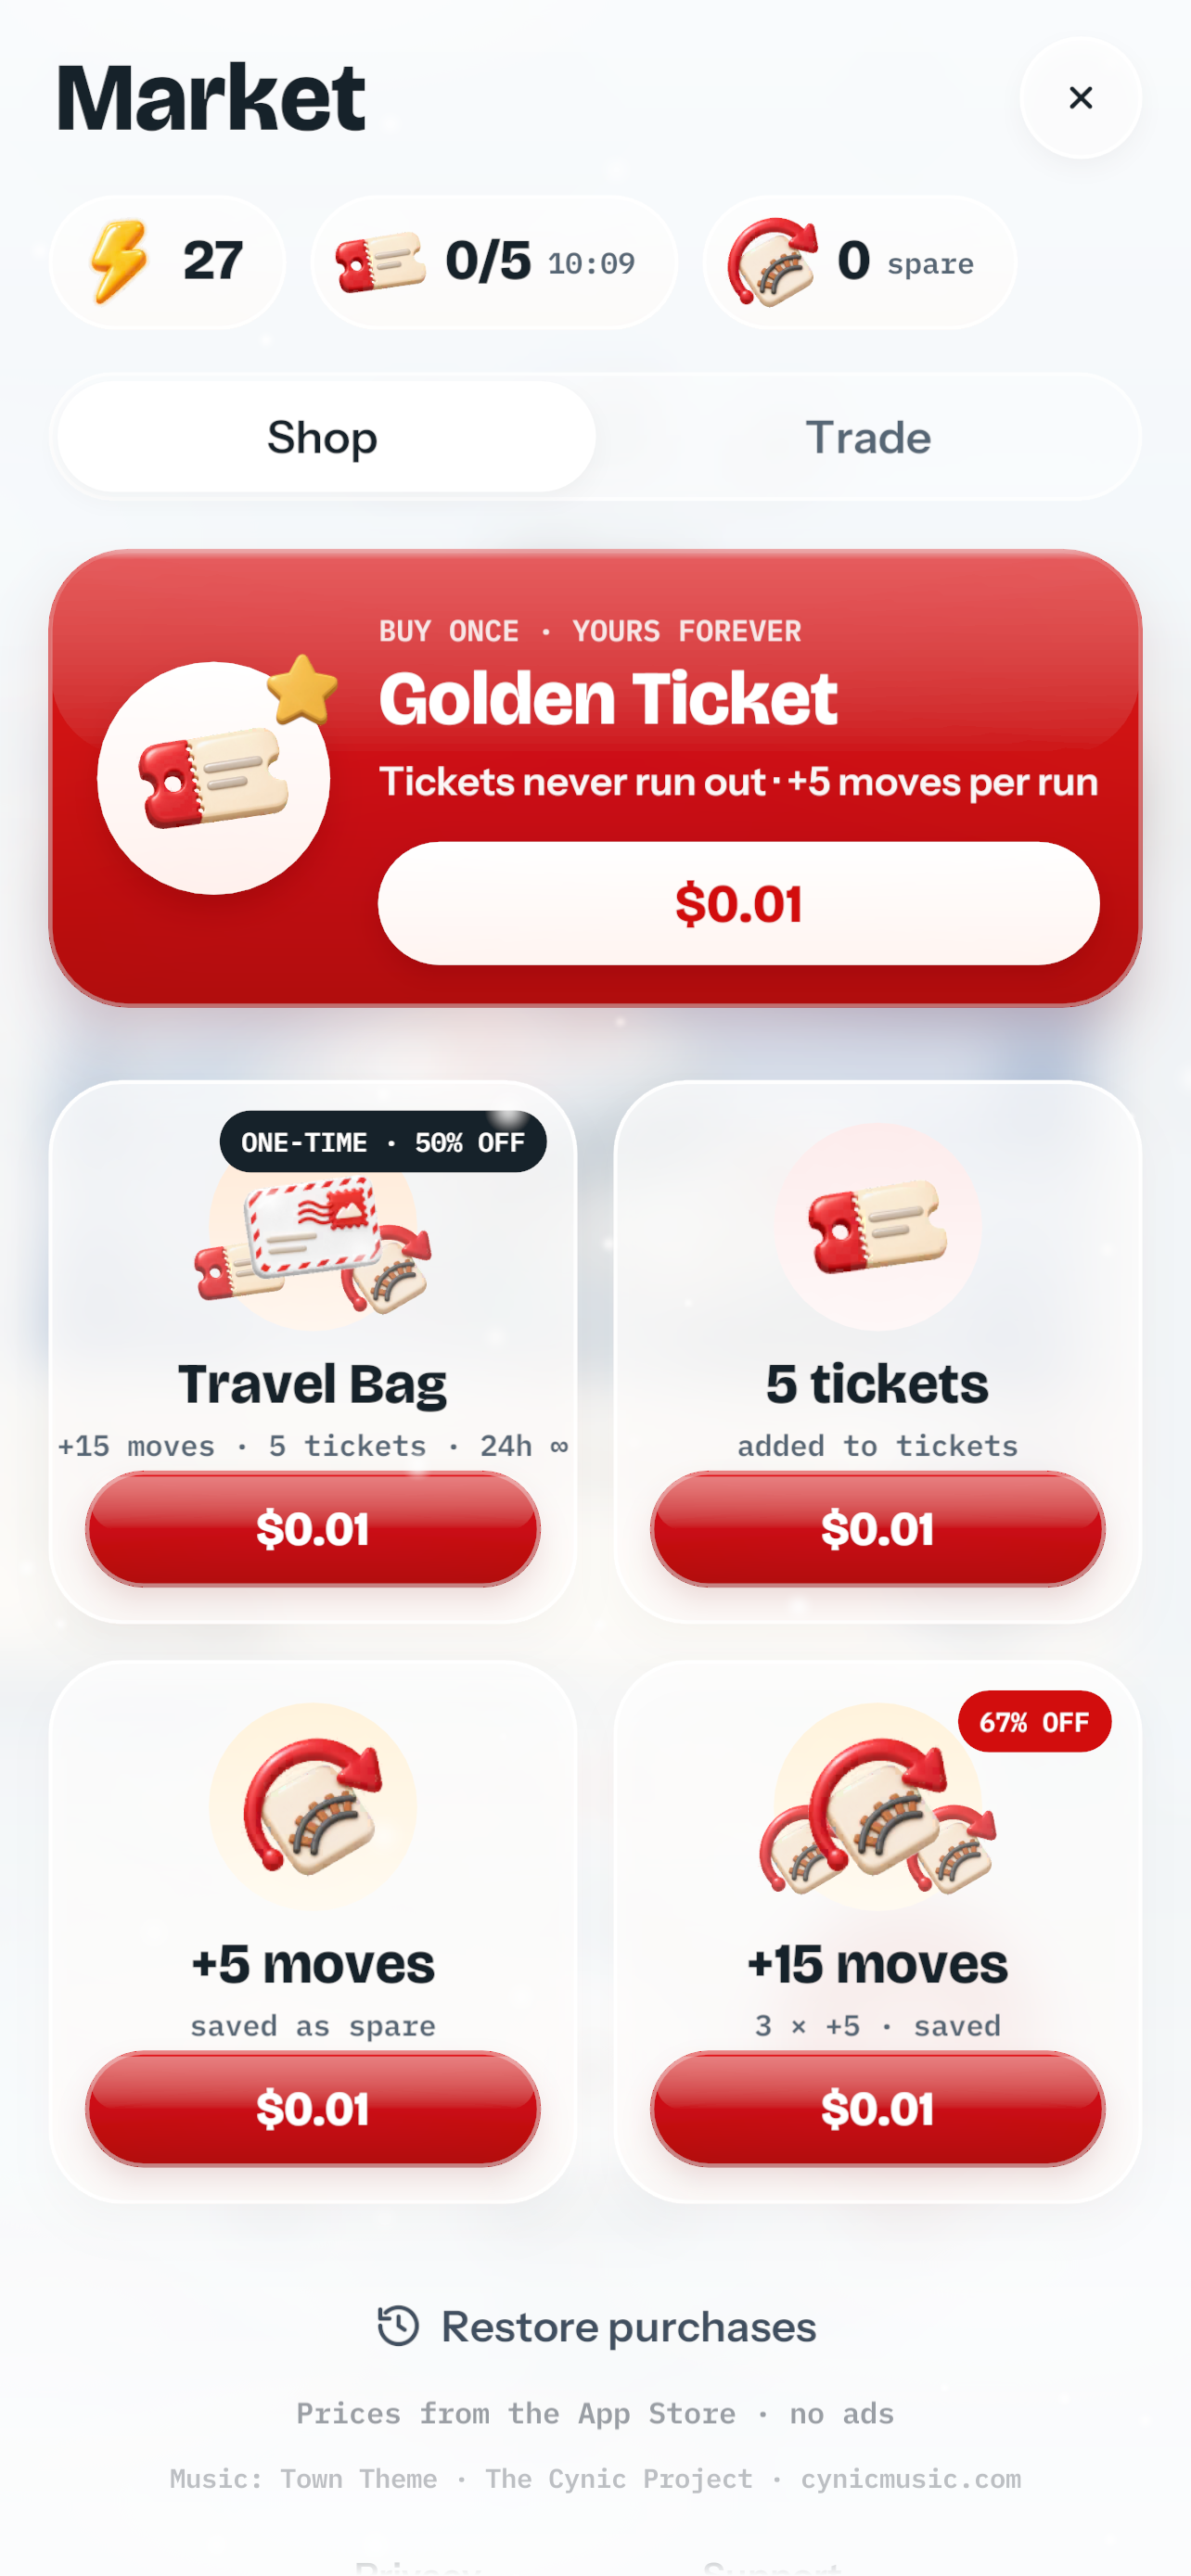 Market
27
0/5 10:09
0 spare
Shop
Trade
BUY ONCE · YOURS FOREVER
Golden Ticket
Tickets never run out · +5 moves per run
$0.01
ONE-TIME · 50% OFF
Travel Bag
+15 moves · 5 tickets · 24h ∞
$0.01
5 tickets
added to tickets
$0.01
+5 moves
saved as spare
$0.01
67% OFF
+15 moves
3 × +5 · saved
$0.01
Restore purchases
Prices from the App Store · no ads
Music: Town Theme · The Cynic Project · cynicmusic.com
Privacy
Support